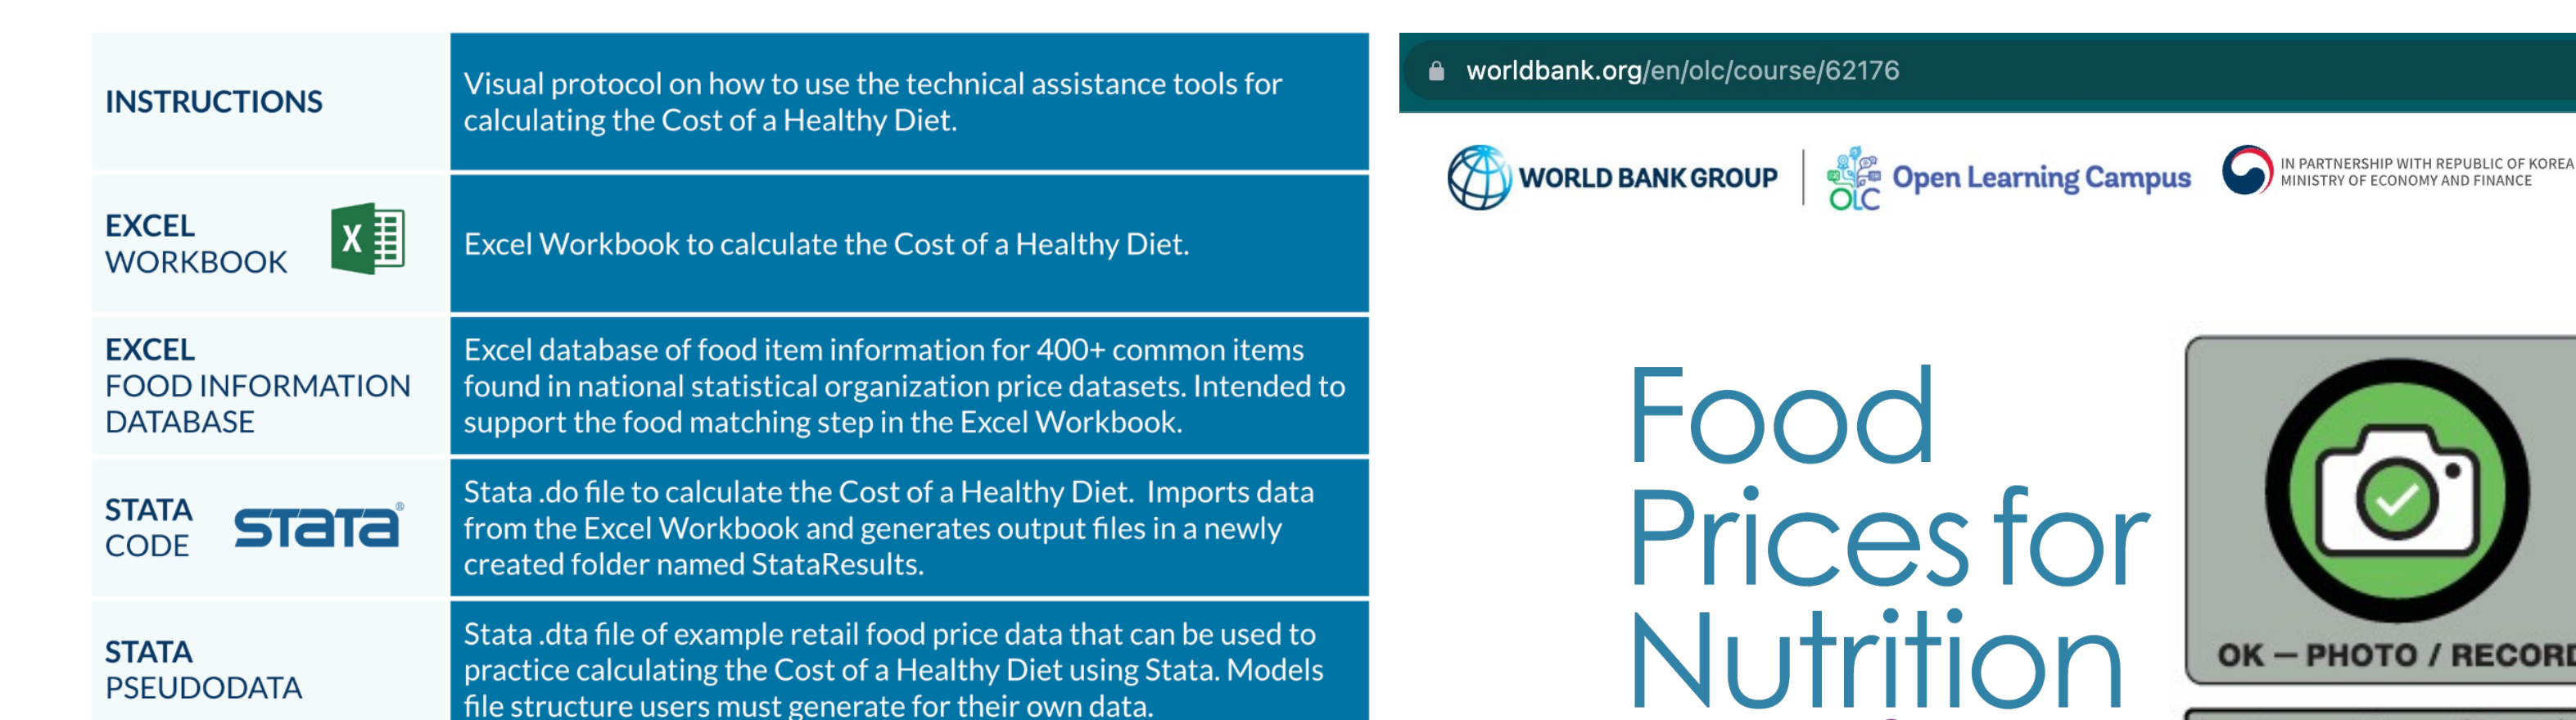 INSTRUCTIONS
Visual protocol on how to use the technical assistance tools for
calculating the Cost of a Healthy Diet.
EXCEL
WORKBOOK
X
Excel Workbook to calculate the Cost of a Healthy Diet.
EXCEL
FOOD INFORMATION
DATABASE
Excel database of food item information for 400+ common items
found in national statistical organization price datasets. Intended to
support the food matching step in the Excel Workbook.
STATA
CODE
STATA®
Stata .do file to calculate the Cost of a Healthy Diet. Imports data
from the Excel Workbook and generates output files in a newly
created folder named StataResults.
STATA
PSEUDODATA
Stata .dta file of example retail food price data that can be used to
practice calculating the Cost of a Healthy Diet using Stata. Models
file structure users must generate for their own data.
worldbank.org/en/olc/course/62176
WORLD BANK GROUP
OLC
Open Learning Campus
IN PARTNERSHIP WITH REPUBLIC OF KOREA
MINISTRY OF ECONOMY AND FINANCE
Food
Prices for
Nutrition
OK — PHOTO / RECORD